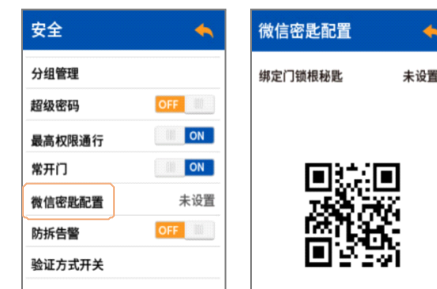 安全
分组管理
超级密码 OFF
最高权限通行 ON
常开门 ON
微信密匙配置 未设置
防拆告警 OFF
验证方式开关
微信密匙配置
绑定门锁根秘匙 未设置